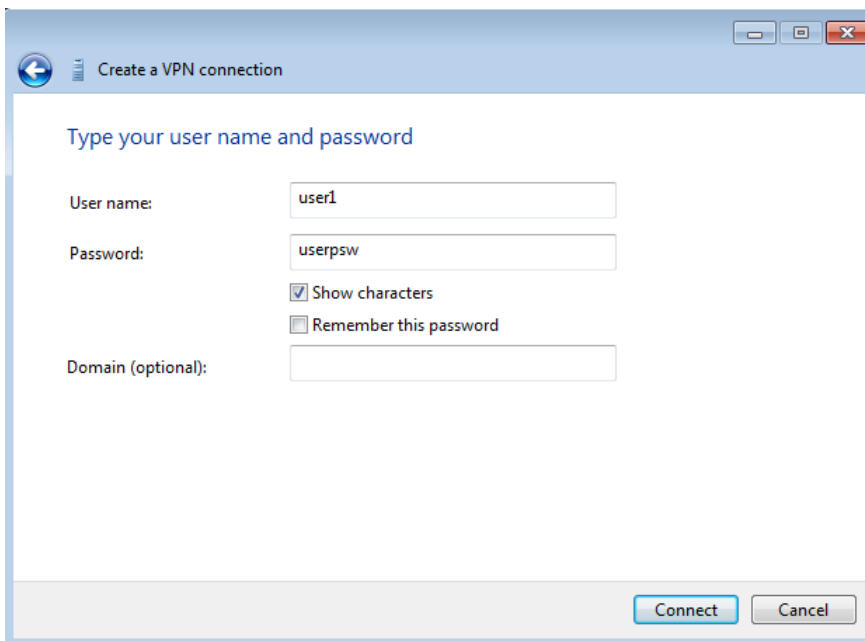 Create a VPN connection
Type your user name and password
User name: user1
Password: userpsw
Show characters
Remember this password
Domain (optional):
Connect Cancel